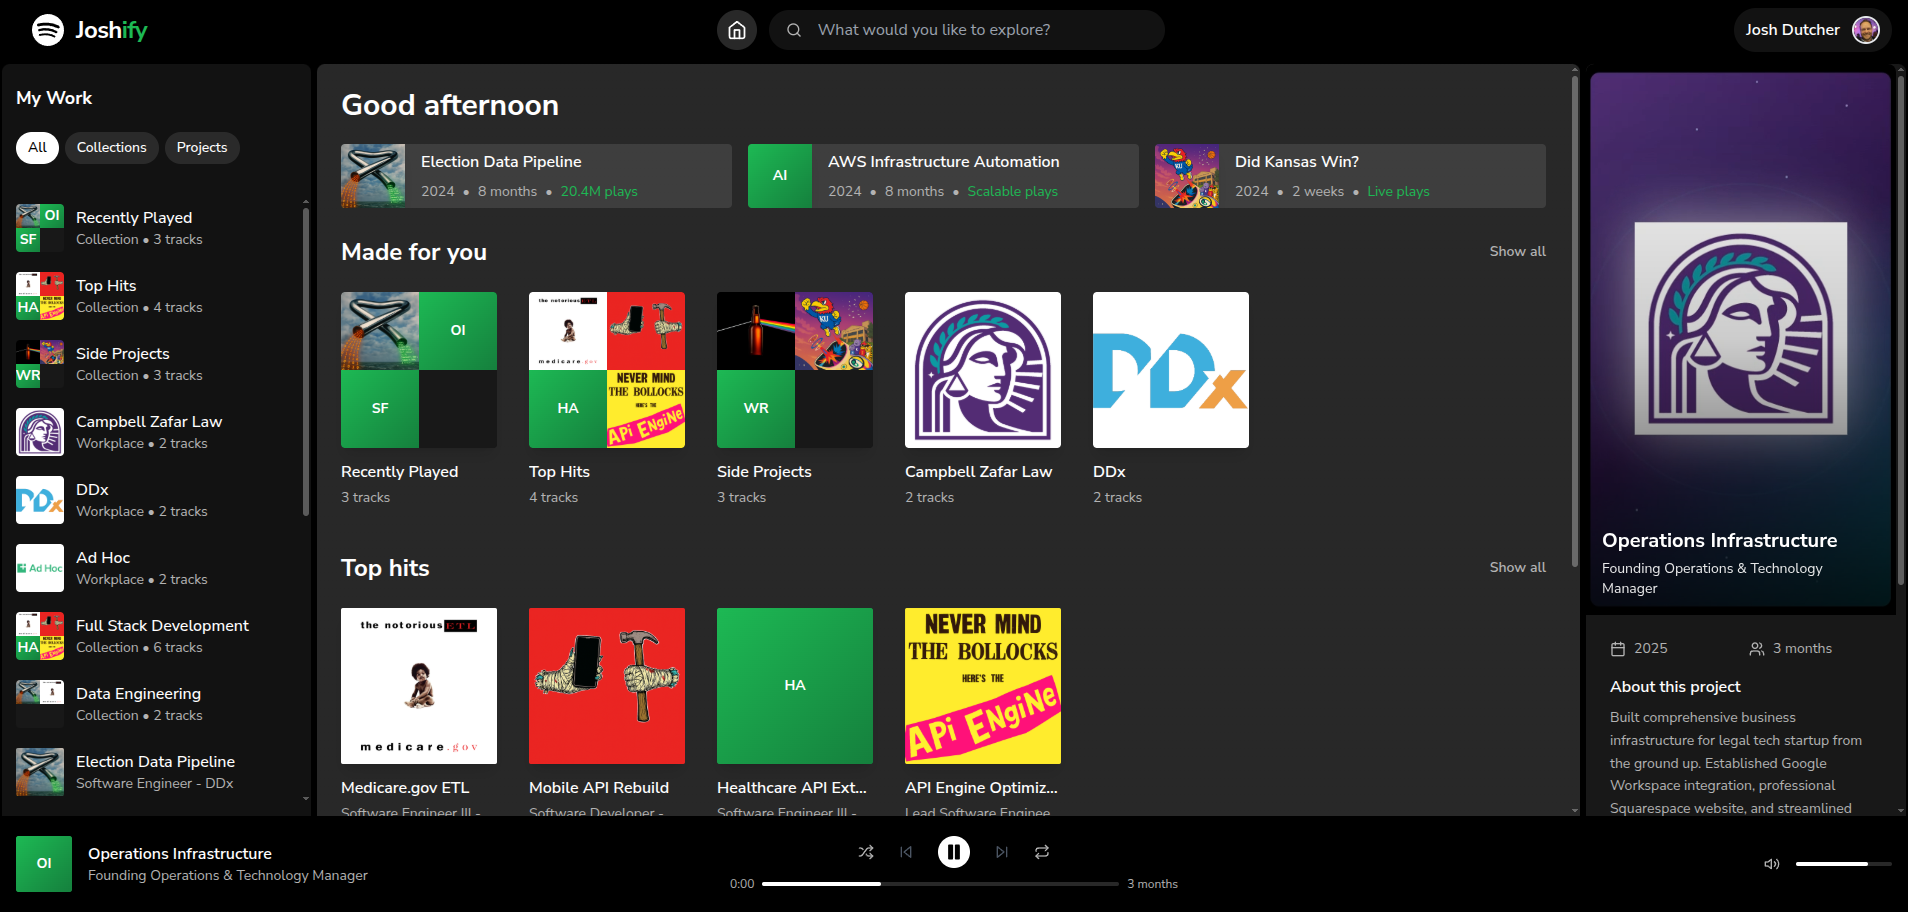 Joshify
What would you like to explore?
Josh Dutcher
My Work
All
Collections
Projects
OI
SF
Recently Played
Collection • 3 tracks
HA
Top Hits
Collection • 4 tracks
WR
Side Projects
Collection • 3 tracks
Campbell Zafar Law
Workplace • 2 tracks
DDx
DDx
Workplace • 2 tracks
Ad Hoc
Ad Hoc
Workplace • 2 tracks
HA
Full Stack Development
Collection • 6 tracks
Data Engineering
Collection • 2 tracks
Election Data Pipeline
Software Engineer - DDx
Good afternoon
Election Data Pipeline
2024 • 8 months • 20.4M plays
AI
AWS Infrastructure Automation
2024 • 8 months • Scalable plays
KU
Did Kansas Win?
2024 • 2 weeks • Live plays
Made for you
Show all
OI
SF
Recently Played
3 tracks
the notorious ETL
medicare.gov
HA
NEVER MIND
THE BOLLOCKS
HERE'S THE
APi ENgiNe
Top Hits
4 tracks
KU
WR
Side Projects
3 tracks
Campbell Zafar Law
2 tracks
DDx
DDx
2 tracks
Top hits
Show all
the notorious ETL
medicare.gov
Medicare.gov ETL
Software Engineer III -
Mobile API Rebuild
Software Developer -
HA
Healthcare API Ext...
Software Engineer III -
NEVER MIND
THE BOLLOCKS
HERE'S THE
APi ENgiNe
API Engine Optimiz...
Lead Software Enginee
Operations Infrastructure
Founding Operations & Technology
Manager
2025
3 months
About this project
Built comprehensive business
infrastructure for legal tech startup from
the ground up. Established Google
Workspace integration, professional
Squarespace website, and streamlined
OI
Operations Infrastructure
Founding Operations & Technology Manager
0:00
3 months